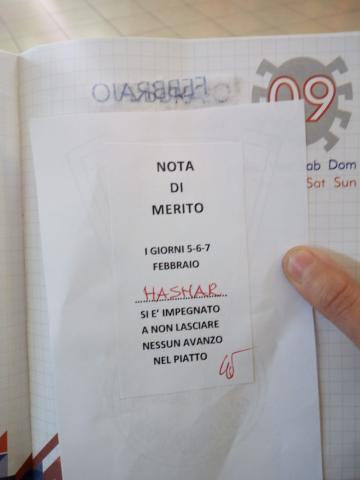 FEBBRAIO
09
ab Dom
Sat Sun
NOTA
DI
MERITO
I GIORNI 5-6-7
FEBBRAIO
HASHAR
SI E' IMPEGNATO
A NON LASCIARE
NESSUN AVANZO
NEL PIATTO